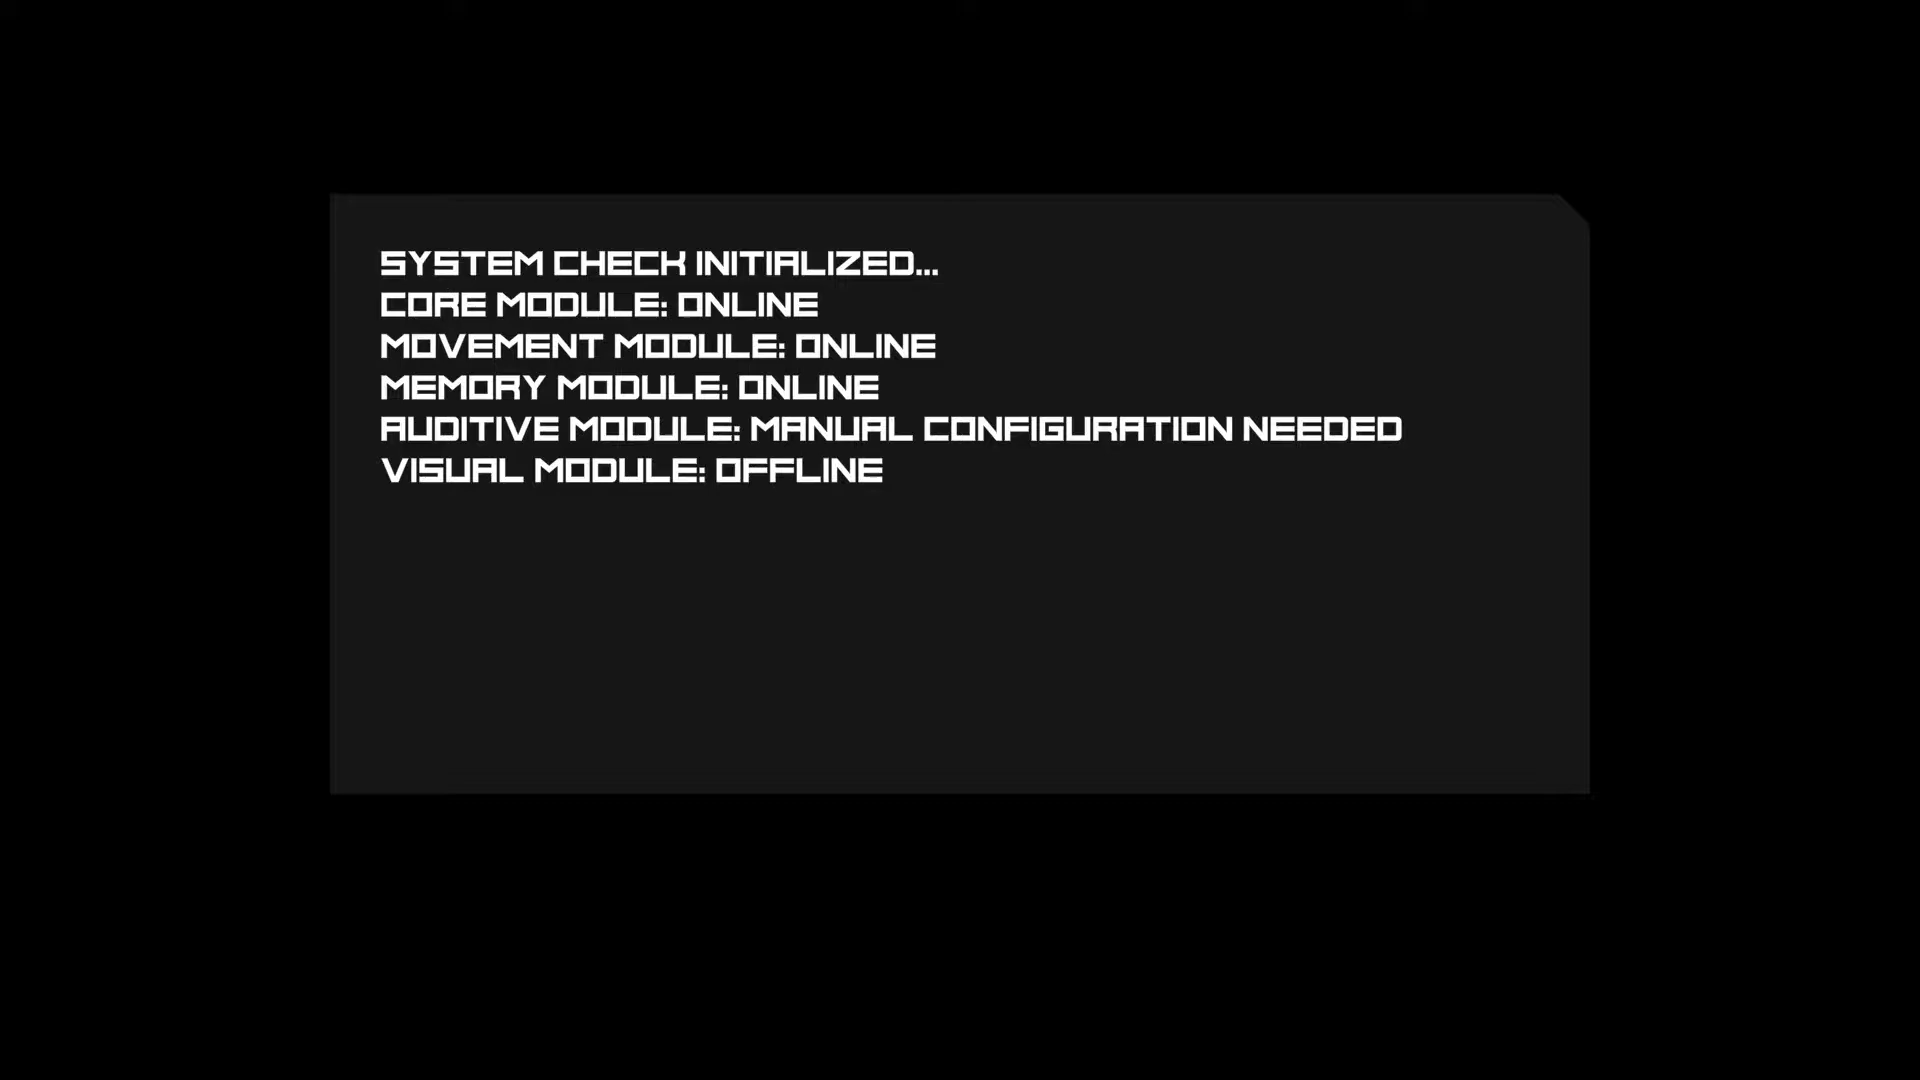 SYSTEM CHECK INITIALIZED...
CORE MODULE: ONLINE
MOVEMENT MODULE: ONLINE
MEMORY MODULE: ONLINE
AUDITIVE MODULE: MANUAL CONFIGURATION NEEDED
VISUAL MODULE: OFFLINE